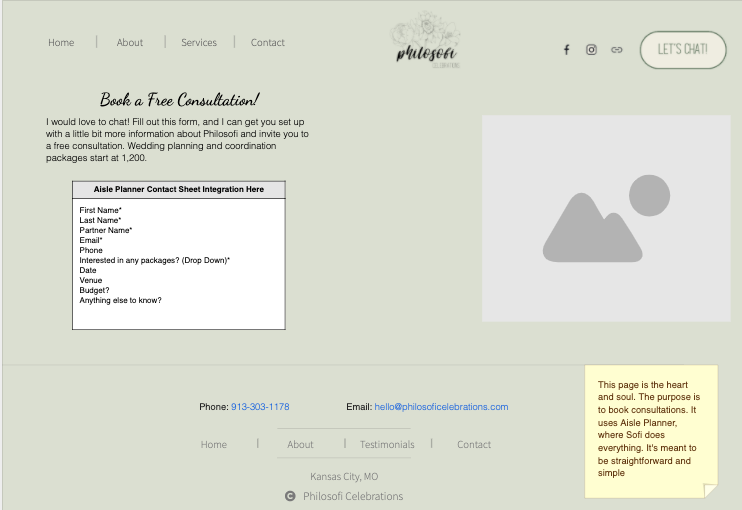 Home | About | Services | Contact
philosofi
CELEBRATIONS
LET'S CHAT!
Book a Free Consultation!
I would love to chat! Fill out this form, and I can get you set up
with a little bit more information about Philosofi and invite you to
a free consultation. Wedding planning and coordination
packages start at 1,200.
Aisle Planner Contact Sheet Integration Here
First Name*
Last Name*
Partner Name*
Email*
Phone
Interested in any packages? (Drop Down)*
Date
Venue
Budget?
Anything else to know?
Phone: 913-303-1178 Email: hello@philosoficelebrations.com
Home | About | Testimonials | Contact
Kansas City, MO
© Philosofi Celebrations
This page is the heart
and soul. The purpose is
to book consultations. It
uses Aisle Planner,
where Sofi does
everything. It's meant to
be straightforward and
simple